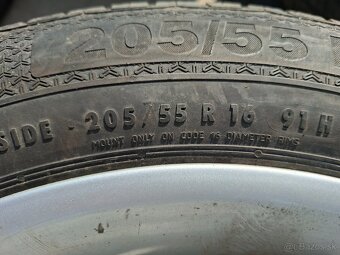 205/55
SIDE - 205/55 R 16 91 H
MOUNT ONLY ON CODE 16 DIAMETER RIMS